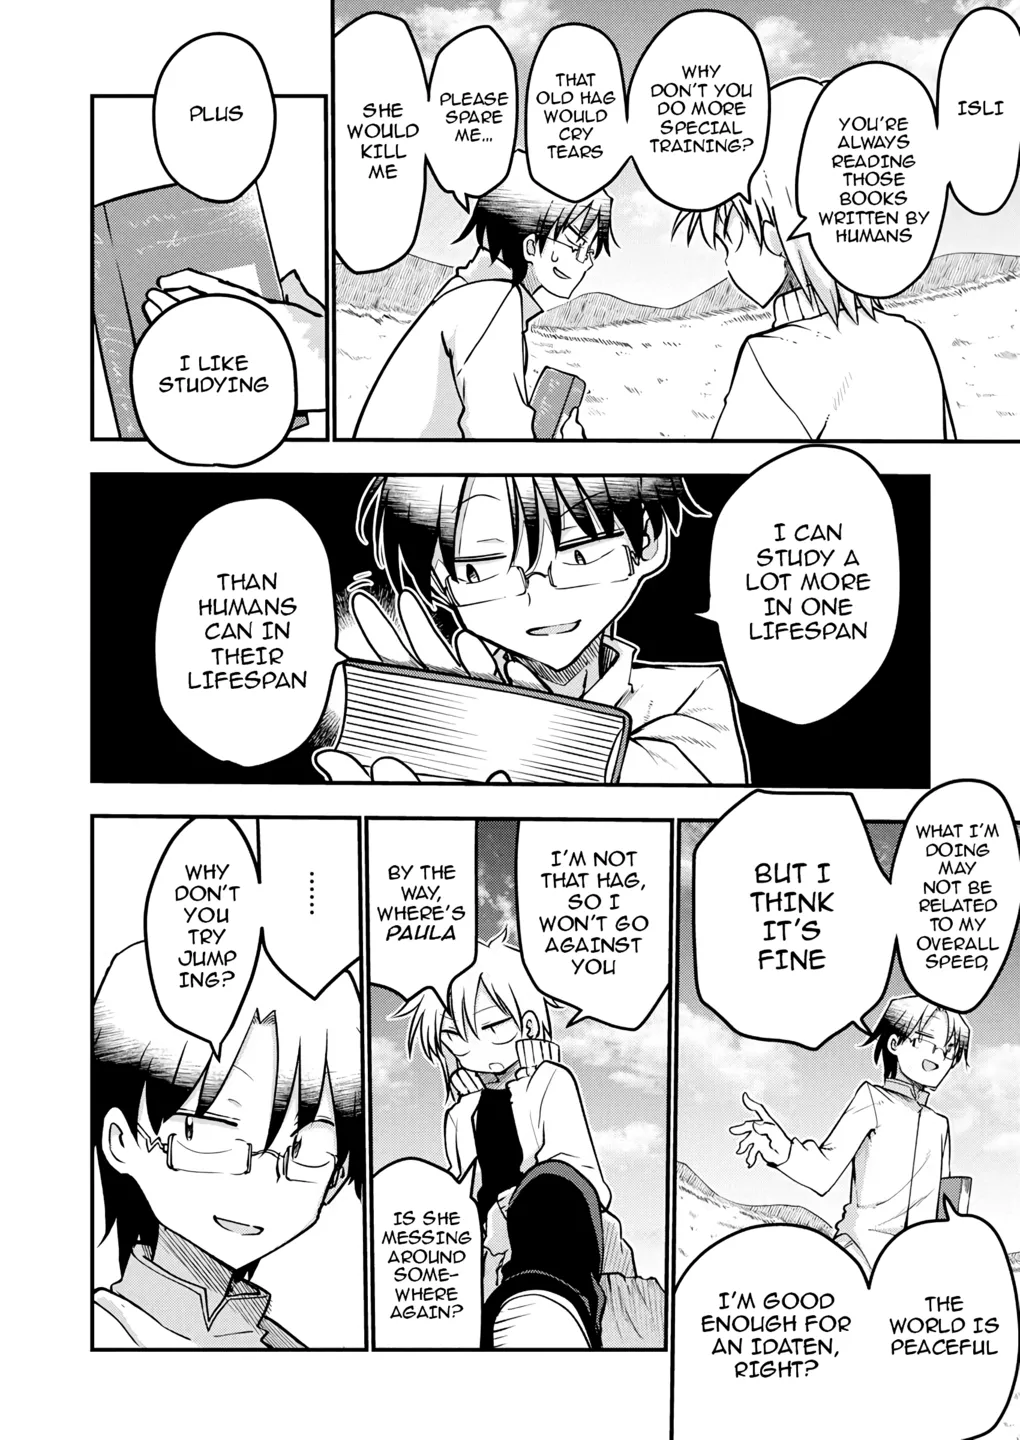 ISLI
YOU'RE
ALWAYS
READING
THOSE
BOOKS
WRITTEN BY
HUMANS
WHY
DON'T YOU
DO MORE
SPECIAL
TRAINING?
THAT
OLD HAG
WOULD
CRY
TEARS
PLEASE
SPARE
ME...
SHE
WOULD
KILL
ME
PLUS
I LIKE
STUDYING
I CAN
STUDY A
LOT MORE
IN ONE
LIFESPAN
THAN
HUMANS
CAN IN
THEIR
LIFESPAN
WHAT I'M
DOING
MAY
NOT BE
RELATED
TO MY
OVERALL
SPEED,
BUT I
THINK
IT'S
FINE
THE
WORLD IS
PEACEFUL
I'M GOOD
ENOUGH FOR
AN IDATEN,
RIGHT?
I'M NOT
THAT HAG,
SO I
WON'T GO
AGAINST
YOU
BY THE
WAY,
WHERE'S
PAULA
IS SHE
MESSING
AROUND
SOME-
WHERE
AGAIN?
......
WHY
DON'T
YOU
TRY
JUMP
ING?